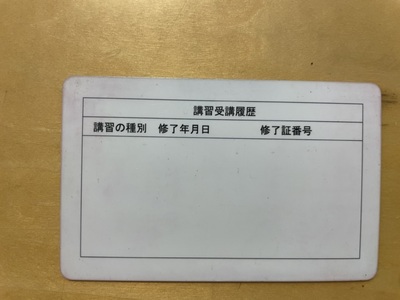 講習受講履歴
講習の種別 修了年月日 修了証番号